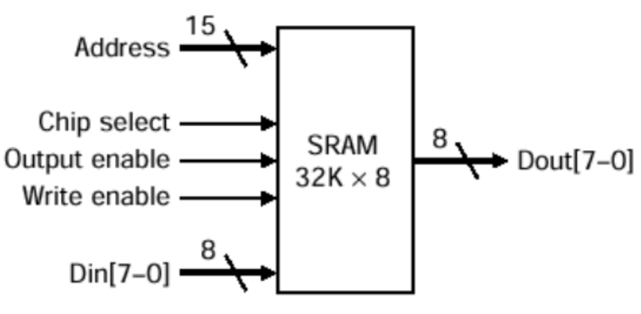 15
Address
Chip select
Output enable
Write enable
8
Din[7–0]
SRAM
32K × 8
8
Dout[7–0]